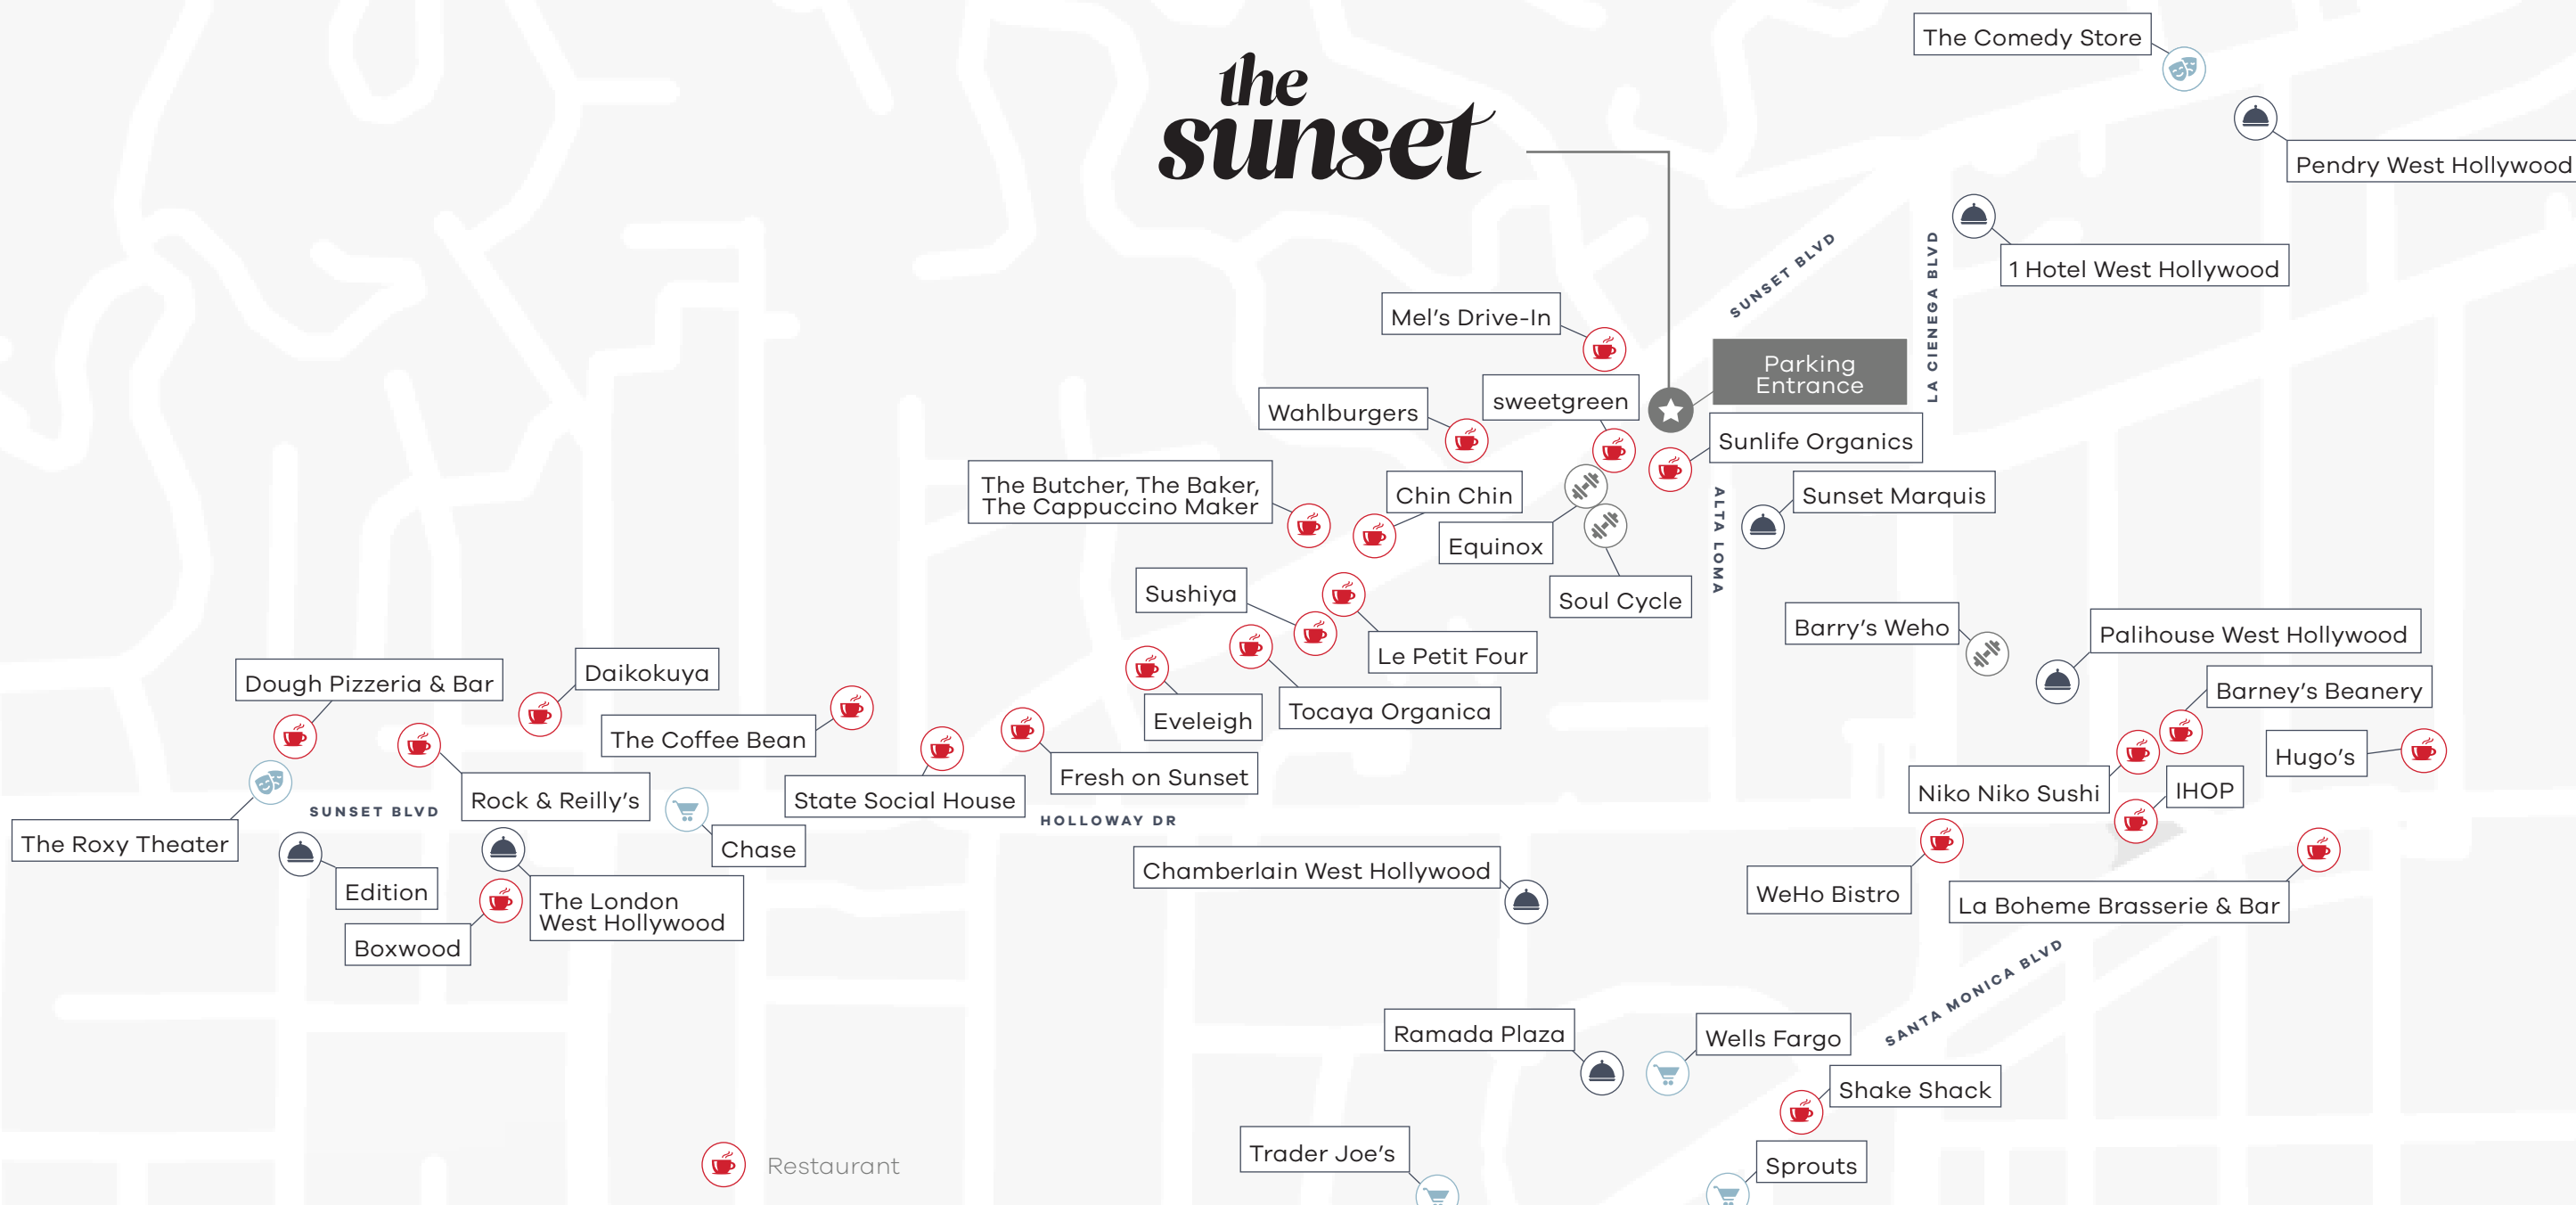 The Comedy Store
the
sunset
Pendry West Hollywood
1 Hotel West Hollywood
SUNSET BLVD
LA CIENEGA BLVD
Mel's Drive-In
Parking
Entrance
sweetgreen
Wahlburgers
Sunlife Organics
The Butcher, The Baker,
The Cappuccino Maker
Chin Chin
Sunset Marquis
Equinox
ALTA LOMA
Sushiya
Soul Cycle
Barry's Weho
Palihouse West Hollywood
Le Petit Four
Daikokuya
Dough Pizzeria & Bar
Barney's Beanery
Tocaya Organica
Eveleigh
The Coffee Bean
Hugo's
Fresh on Sunset
IHOP
Niko Niko Sushi
Rock & Reilly's
State Social House
SUNSET BLVD
HOLLOWAY DR
The Roxy Theater
Chase
Chamberlain West Hollywood
Edition
WeHo Bistro
The London
West Hollywood
La Boheme Brasserie & Bar
Boxwood
SANTA MONICA BLVD
Ramada Plaza
Wells Fargo
Shake Shack
Trader Joe's
Sprouts
Restaurant